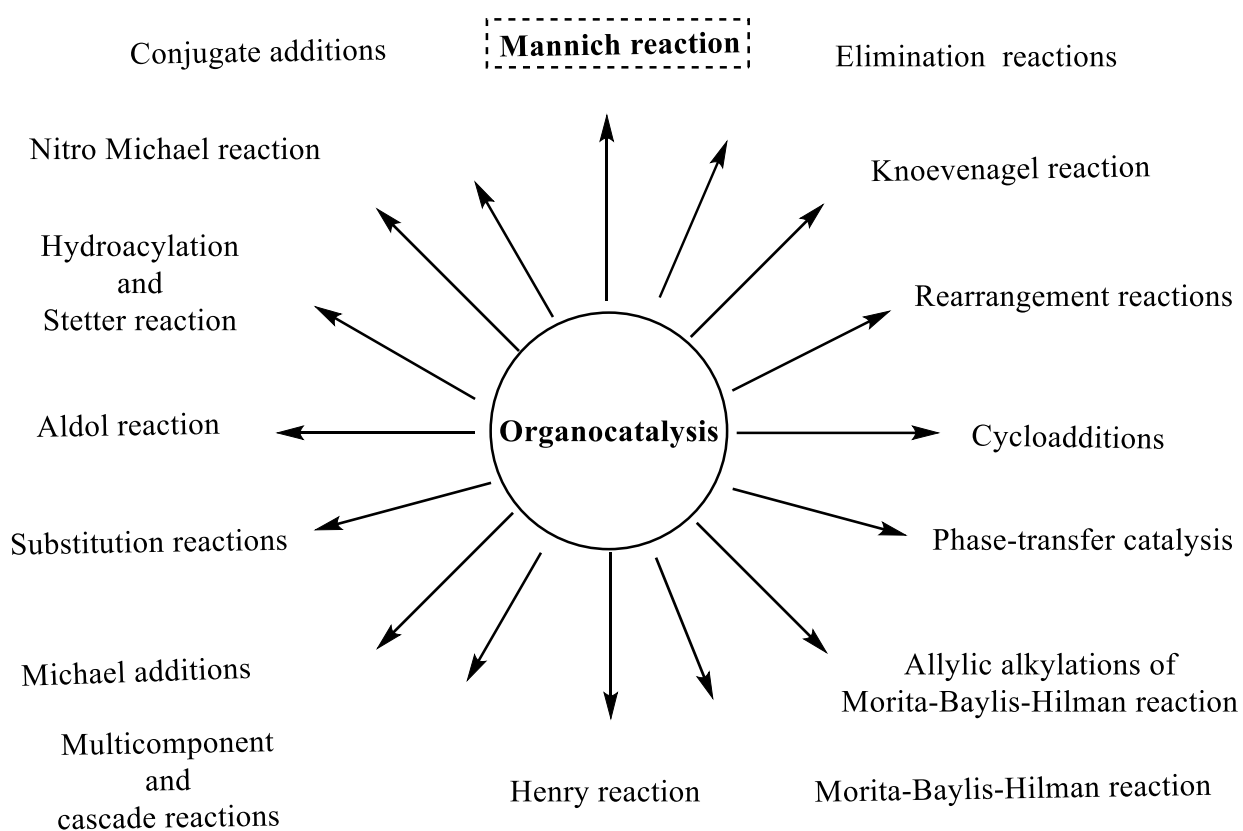 Conjugate additions
Mannich reaction
Elimination reactions
Nitro Michael reaction
Knoevenagel reaction
Hydroacylation
and
Stetter reaction
Rearrangement reactions
Aldol reaction
Organocatalysis
Cycloadditions
Substitution reactions
Phase-transfer catalysis
Michael additions
Allylic alkylations of
Morita-Baylis-Hilman reaction
Multicomponent
and
cascade reactions
Henry reaction
Morita-Baylis-Hilman reaction